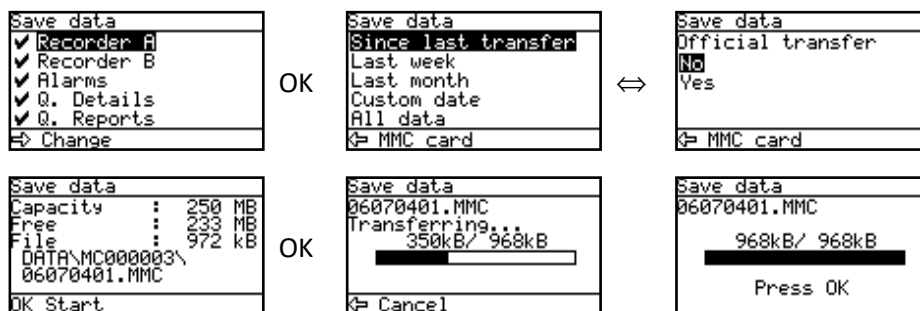 Save data
✔ Recorder A
✔ Recorder B
✔ Alarms
✔ Q. Details
✔ Q. Reports
⇨ Change
OK
Save data
Since last transfer
Last week
Last month
Custom date
All data
⇦ MMC card
⇔
Save data
Official transfer
No
Yes
⇦ MMC card
Save data
Capacity : 250 MB
Free : 233 MB
File : 972 kB
DATA\MC000003\
06070401.MMC
OK Start
OK
Save data
06070401.MMC
Transferring...
350kB/ 968kB
⇦ Cancel
Save data
06070401.MMC
968kB/ 968kB
Press OK